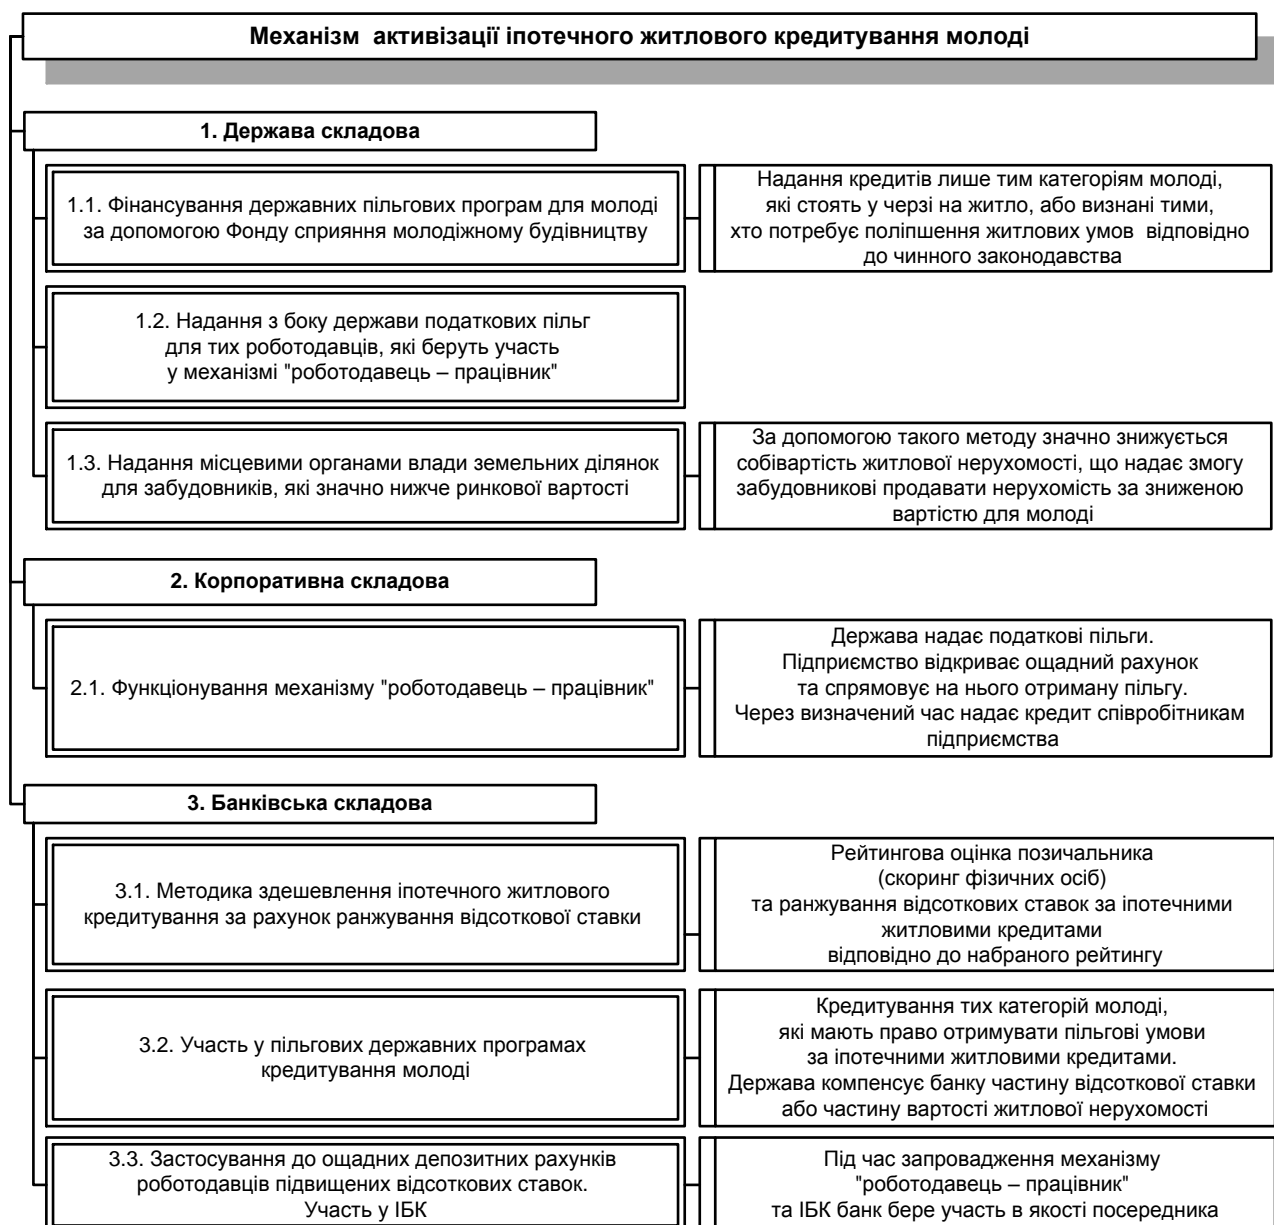 Механізм активізації іпотечного житлового кредитування молоді
1. Держава складова
1.1. Фінансування державних пільгових програм для молоді
за допомогою Фонду сприяння молодіжному будівництву
Надання кредитів лише тим категоріям молоді,
які стоять у черзі на житло, або визнані тими,
хто потребує поліпшення житлових умов відповідно
до чинного законодавства
1.2. Надання з боку держави податкових пільг
для тих роботодавців, які беруть участь
у механізмі "роботодавець – працівник"
1.3. Надання місцевими органами влади земельних ділянок
для забудовників, які значно нижче ринкової вартості
За допомогою такого методу значно знижується
собівартість житлової нерухомості, що надає змогу
забудовникові продавати нерухомість за зниженою
вартістю для молоді
2. Корпоративна складова
2.1. Функціонування механізму "роботодавець – працівник"
Держава надає податкові пільги.
Підприємство відкриває ощадний рахунок
та спрямовує на нього отриману пільгу.
Через визначений час надає кредит співробітникам
підприємства
3. Банківська складова
3.1. Методика здешевлення іпотечного житлового
кредитування за рахунок ранжування відсоткової ставки
Рейтингова оцінка позичальника
(скоринг фізичних осіб)
та ранжування відсоткових ставок за іпотечними
житловими кредитами
відповідно до набраного рейтингу
3.2. Участь у пільгових державних програмах
кредитування молоді
Кредитування тих категорій молоді,
які мають право отримувати пільгові умови
за іпотечними житловими кредитами.
Держава компенсує банку частину відсоткової ставки
або частину вартості житлової нерухомості
3.3. Застосування до ощадних депозитних рахунків
роботодавців підвищених відсоткових ставок.
Участь у ІБК
Під час запровадження механізму
"роботодавець – працівник"
та ІБК банк бере участь в якості посередника